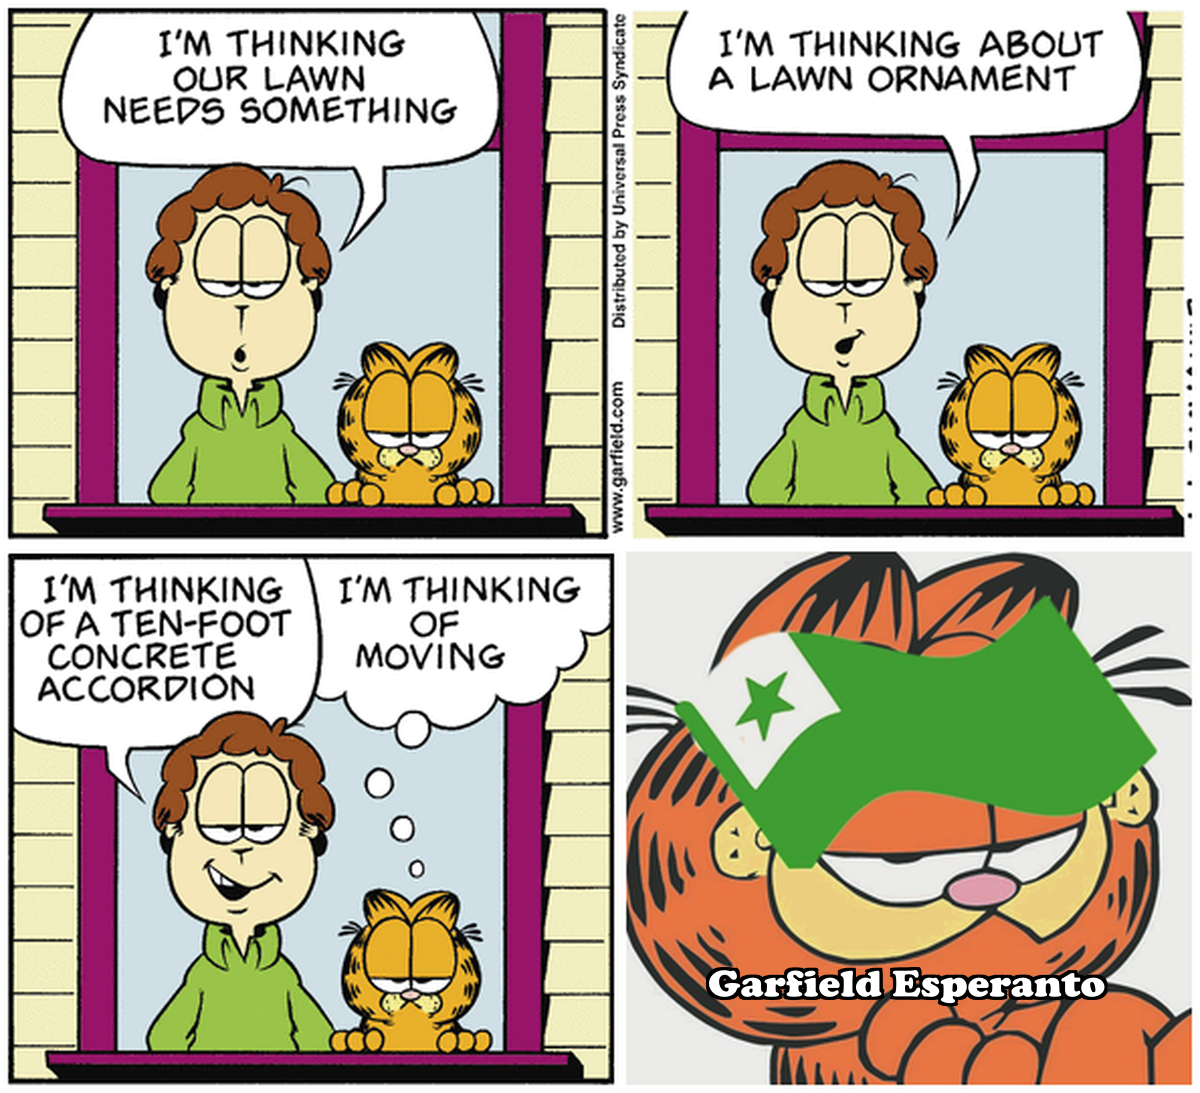 I'M THINKING
OUR LAWN
NEEDS SOMETHING
www.garfield.com Distributed by Universal Press Syndicate
I'M THINKING ABOUT
A LAWN ORNAMENT
I'M THINKING
OF A TEN-FOOT
CONCRETE
ACCORDION
I'M THINKING
OF
MOVING
Garfield Esperanto